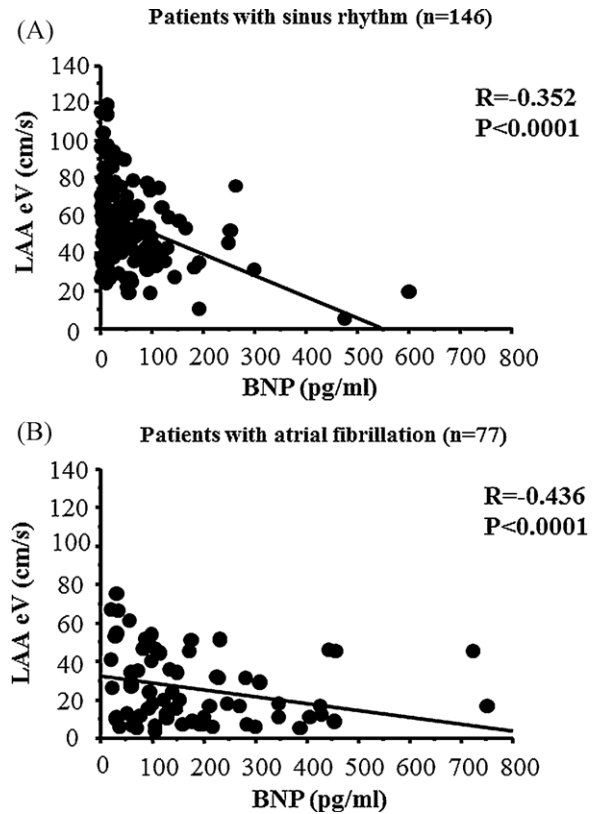 (A)
Patients with sinus rhythm (n=146)
R=-0.352
P<0.0001
LAA eV (cm/s)
140
120
100
80
60
40
20
0
0 100 200 300 400 500 600 700 800
BNP (pg/ml)
(B)
Patients with atrial fibrillation (n=77)
R=-0.436
P<0.0001
LAA eV (cm/s)
140
120
100
80
60
40
20
0
0 100 200 300 400 500 600 700 800
BNP (pg/ml)